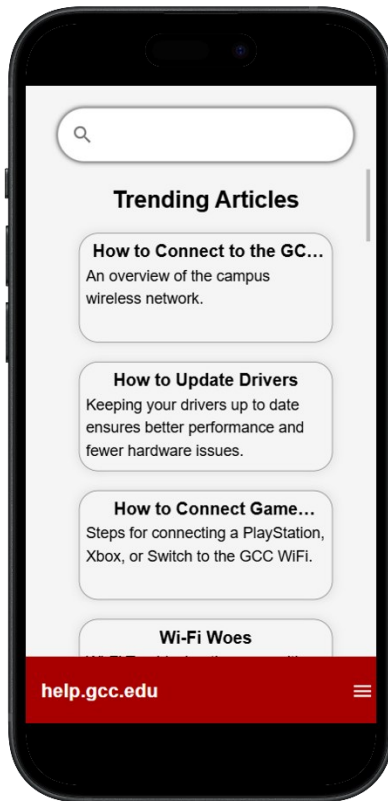 Trending Articles
How to Connect to the GC...
An overview of the campus
wireless network.
How to Update Drivers
Keeping your drivers up to date
ensures better performance and
fewer hardware issues.
How to Connect Game...
Steps for connecting a PlayStation,
Xbox, or Switch to the GCC WiFi.
Wi-Fi Woes
help.gcc.edu